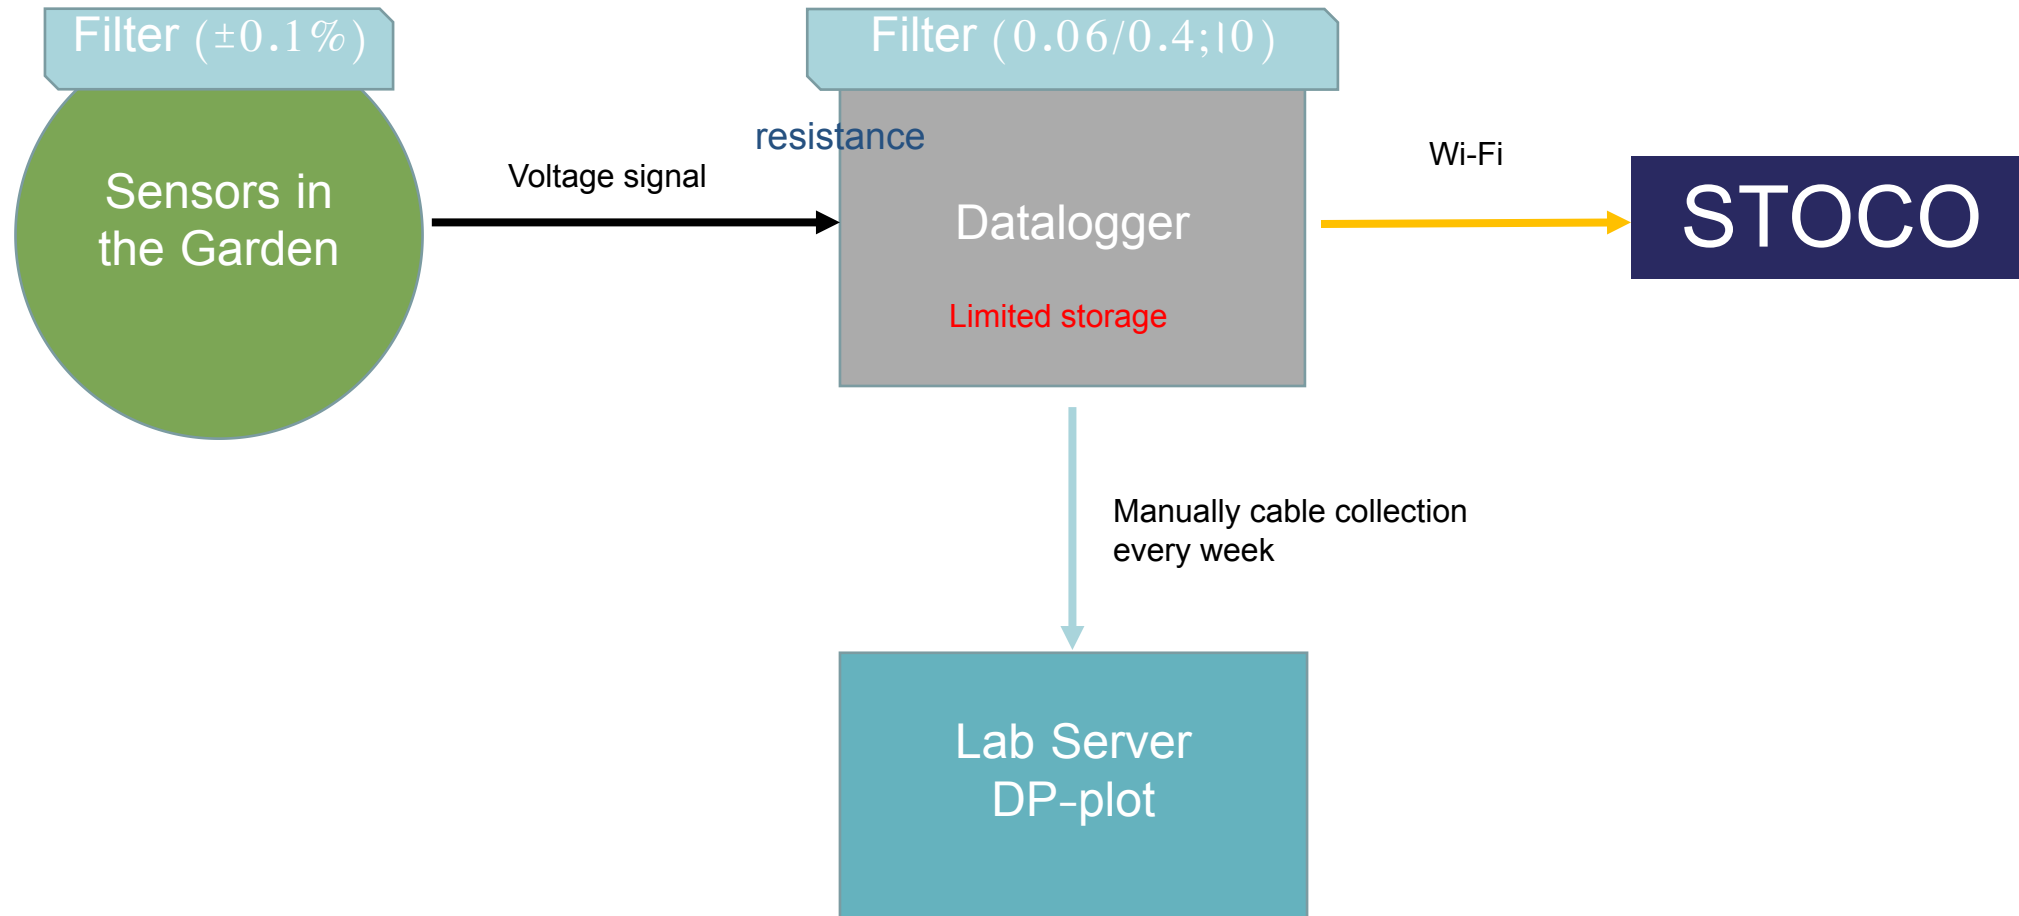 Filter (±0.1%)
Filter (0.06/0.4;10)
resistance
Voltage signal
Wi-Fi
Sensors in
the Garden
Datalogger
STOCO
Limited storage
Manually cable collection
every week
Lab Server
DP-plot